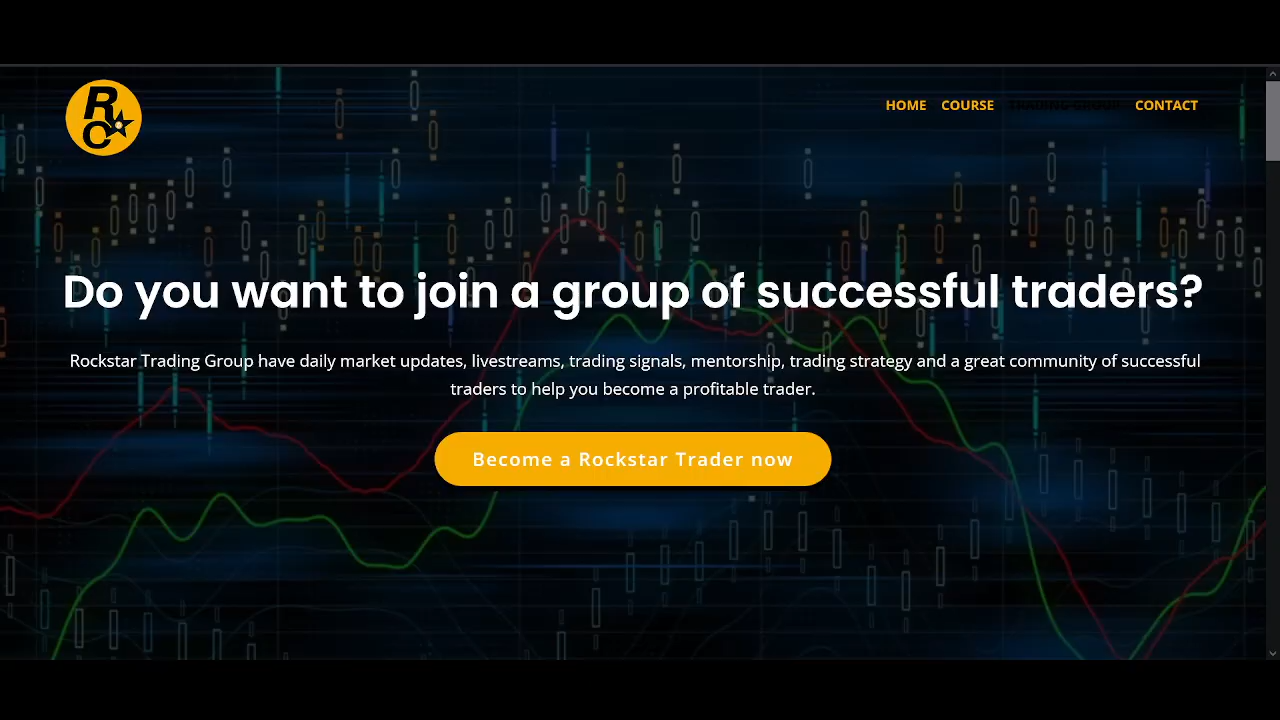 R
C
HOME COURSE TRADING GROUP CONTACT
Do you want to join a group of successful traders?
Rockstar Trading Group have daily market updates, livestreams, trading signals, mentorship, trading strategy and a great community of successful
traders to help you become a profitable trader.
Become a Rockstar Trader now